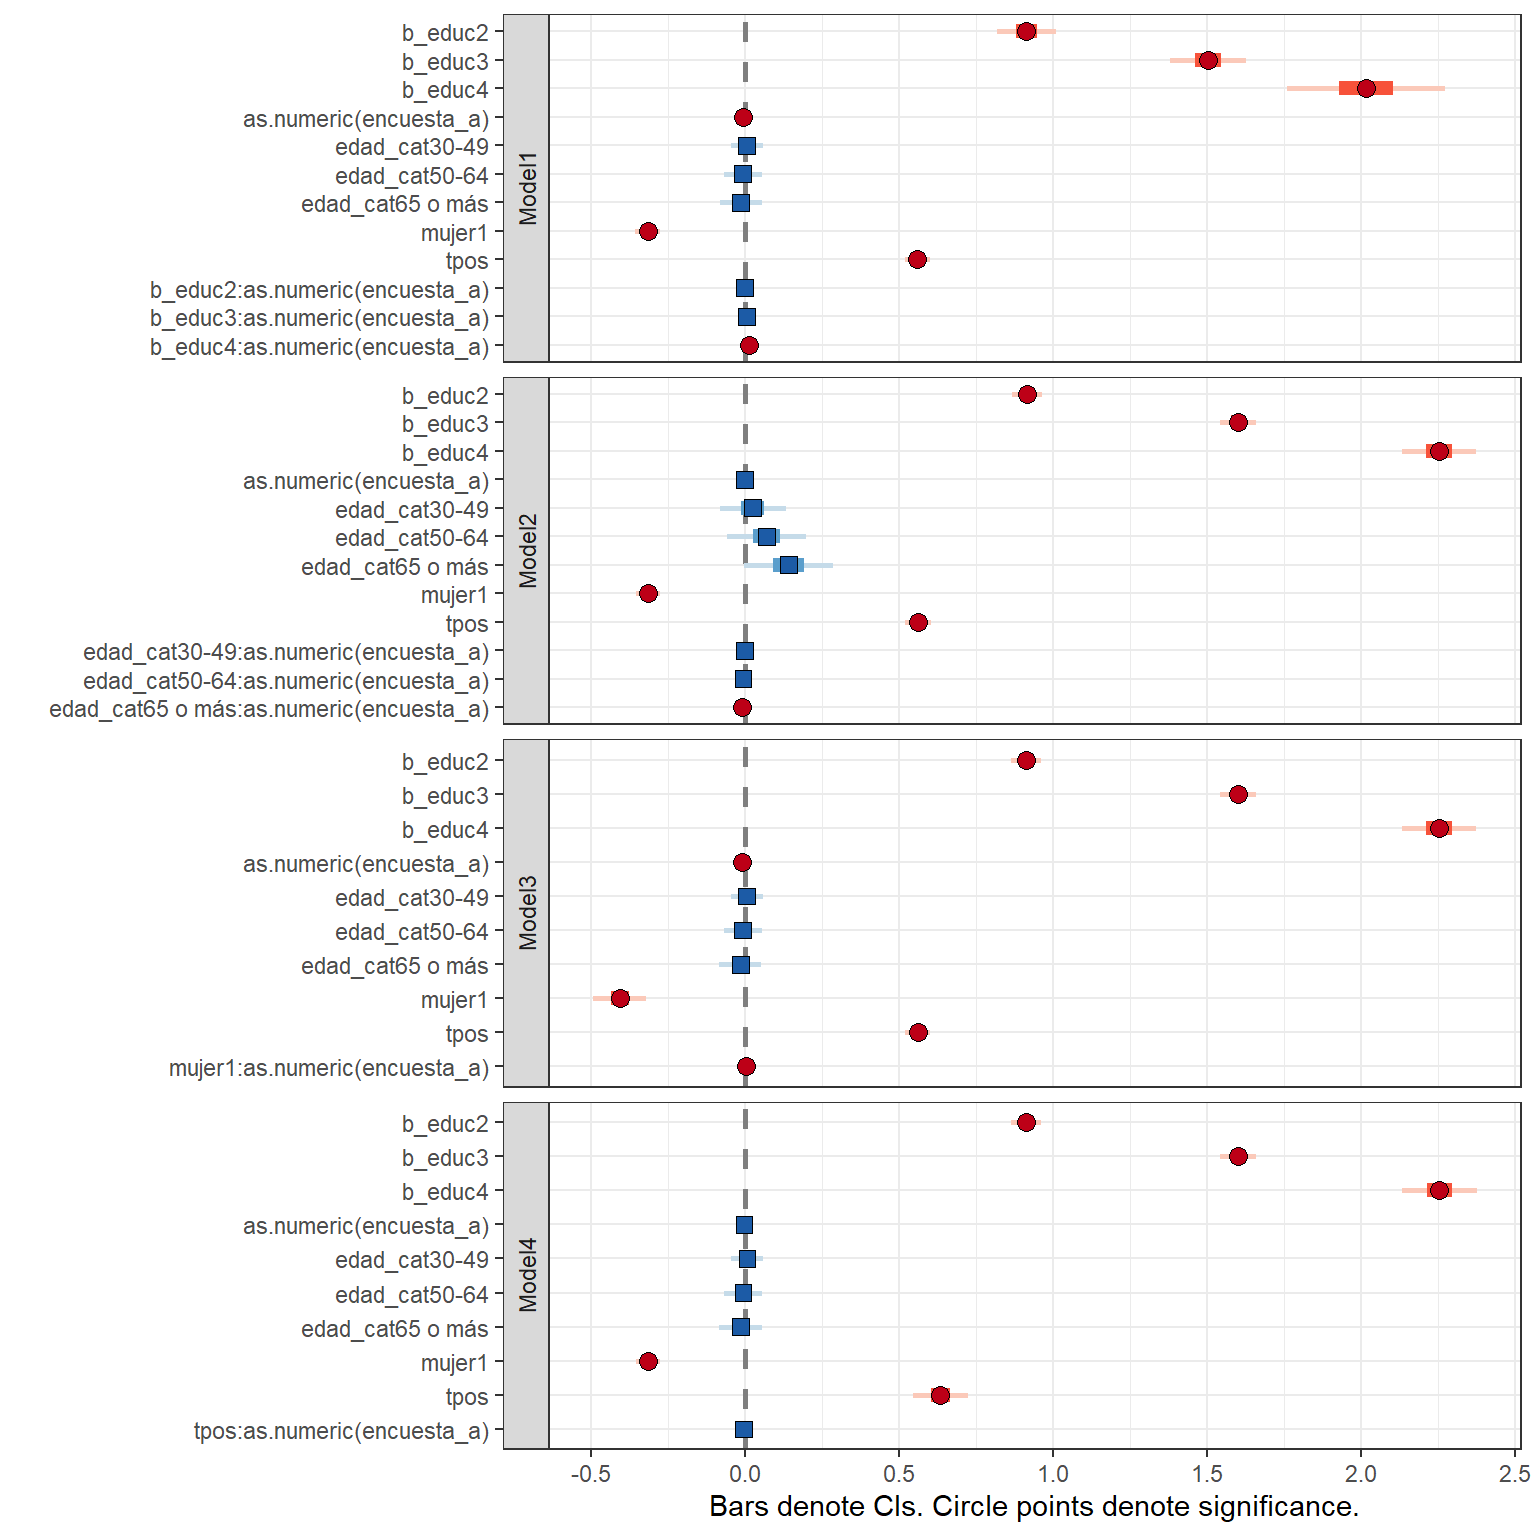 Model1
b_educ2
b_educ3
b_educ4
as.numeric(encuesta_a)
edad_cat30-49
edad_cat50-64
edad_cat65 o más
mujer1
tpos
b_educ2:as.numeric(encuesta_a)
b_educ3:as.numeric(encuesta_a)
b_educ4:as.numeric(encuesta_a)
Model2
b_educ2
b_educ3
b_educ4
as.numeric(encuesta_a)
edad_cat30-49
edad_cat50-64
edad_cat65 o más
mujer1
tpos
edad_cat30-49:as.numeric(encuesta_a)
edad_cat50-64:as.numeric(encuesta_a)
edad_cat65 o más:as.numeric(encuesta_a)
Model3
b_educ2
b_educ3
b_educ4
as.numeric(encuesta_a)
edad_cat30-49
edad_cat50-64
edad_cat65 o más
mujer1
tpos
mujer1:as.numeric(encuesta_a)
Model4
b_educ2
b_educ3
b_educ4
as.numeric(encuesta_a)
edad_cat30-49
edad_cat50-64
edad_cat65 o más
mujer1
tpos
tpos:as.numeric(encuesta_a)
-0.5 0.0 0.5 1.0 1.5 2.0 2.5
Bars denote CIs. Circle points denote significance.